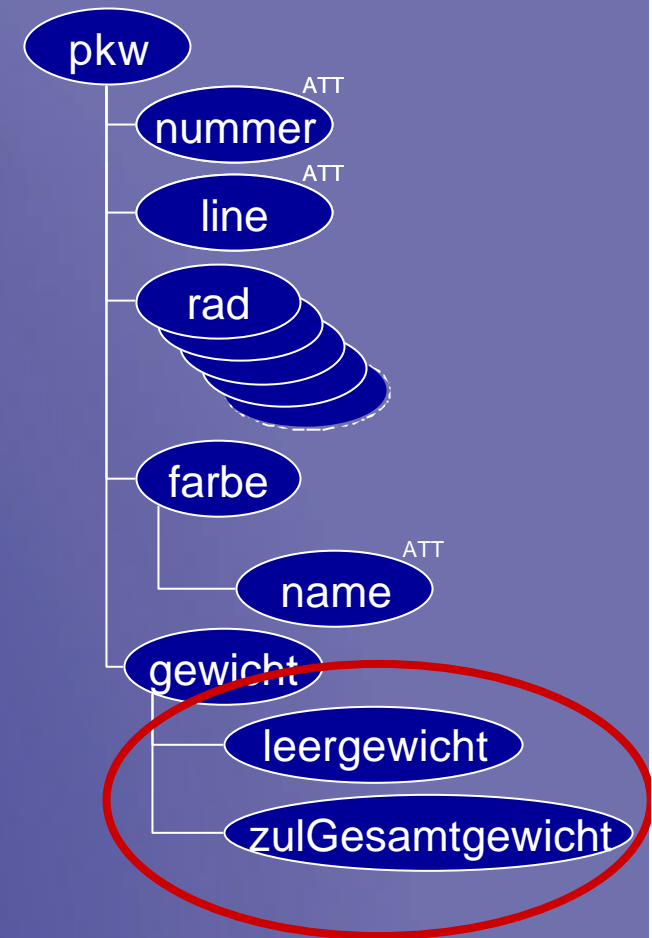 pkw
ATT
nummer
ATT
line
rad
farbe
ATT
name
gewicht
leergewicht
zulGesamtgewicht